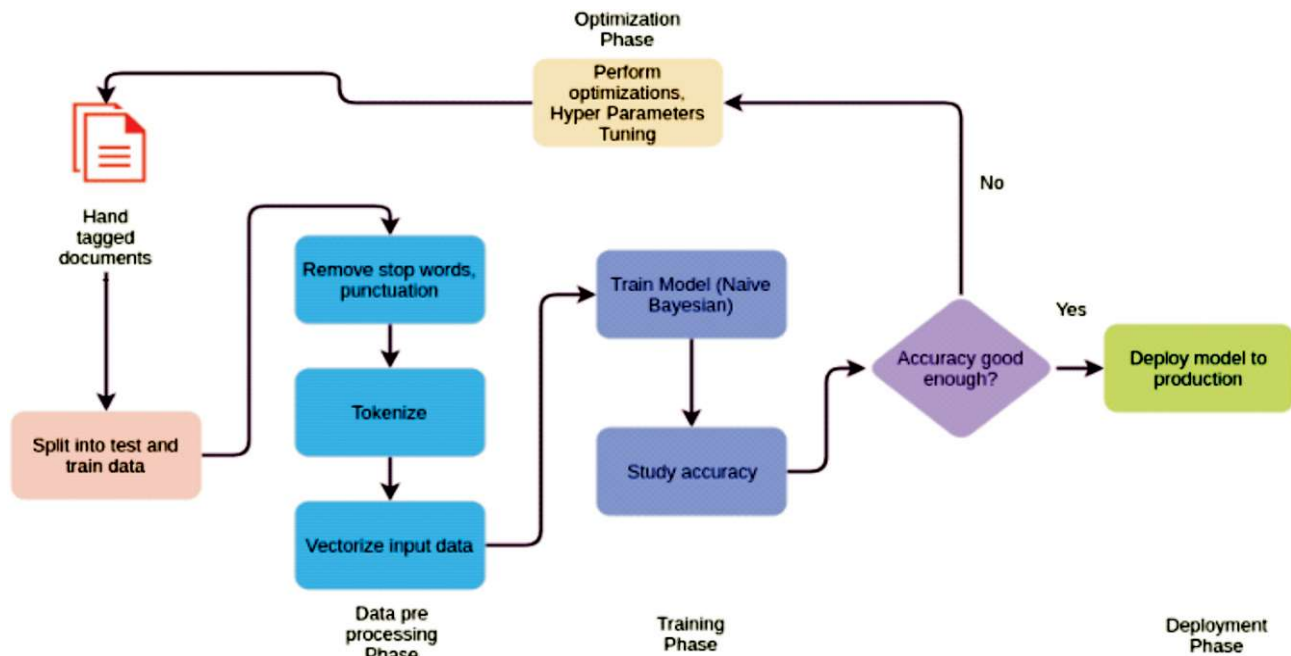 Optimization
Phase
Perform
optimizations,
Hyper Parameters
Tuning
No
Hand
tagged
documents
Remove stop words,
punctuation
Train Model (Naive
Bayesian)
Yes
Accuracy good
enough?
Deploy model to
production
Tokenize
Split into test and
train data
Study accuracy
Vectorize input data
Data pre
processing
Phase
Training
Phase
Deployment
Phase